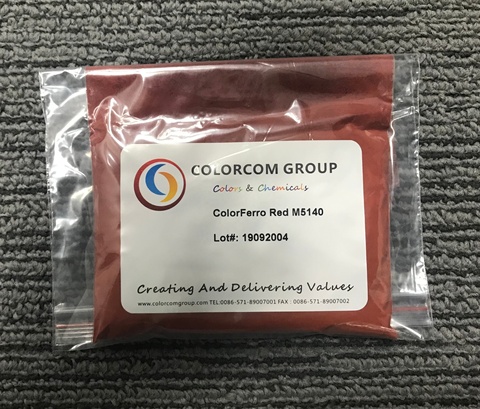 COLORCOM GROUP
Colors & Chemicals
ColorFerro Red M5140
Lot#: 19092004
Creating And Delivering Values
www.colorcomgroup.com TEL:0086-571-89007001 FAX : 0086-571-89007002